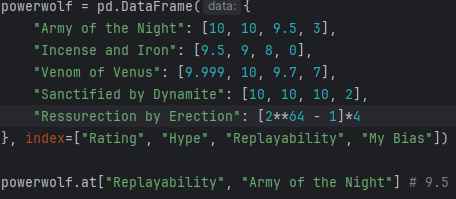 powerwolf = pd.DataFrame( data: {
    "Army of the Night": [10, 10, 9.5, 3],
    "Incense and Iron": [9.5, 9, 8, 0],
    "Venom of Venus": [9.999, 10, 9.7, 7],
    "Sanctified by Dynamite": [10, 10, 10, 2],
    "Ressurection by Erection": [2**64 - 1]*4
}, index=["Rating", "Hype", "Replayability", "My Bias"])
powerwolf.at["Replayability", "Army of the Night"] # 9.5